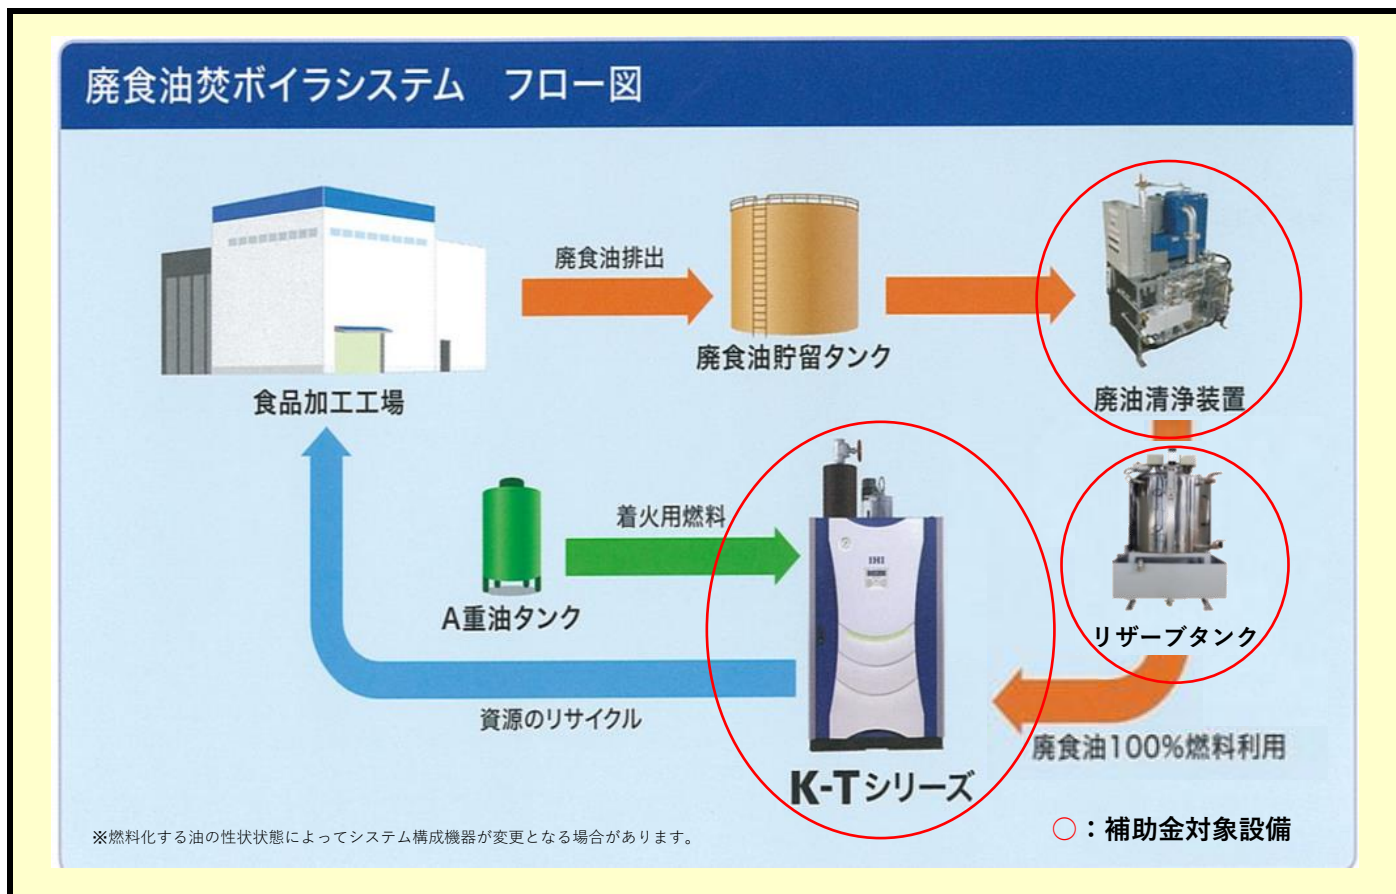 廃食油焚ボイラシステム　フロー図
廃食油排出
廃食油貯留タンク
食品加工工場
廃油清浄装置
着火用燃料
IHI
A重油タンク
リザーブタンク
資源のリサイクル
廃食油100%燃料利用
K-Tシリーズ
※燃料化する油の性状状態によってシステム構成機器が変更となる場合があります。
○：補助金対象設備